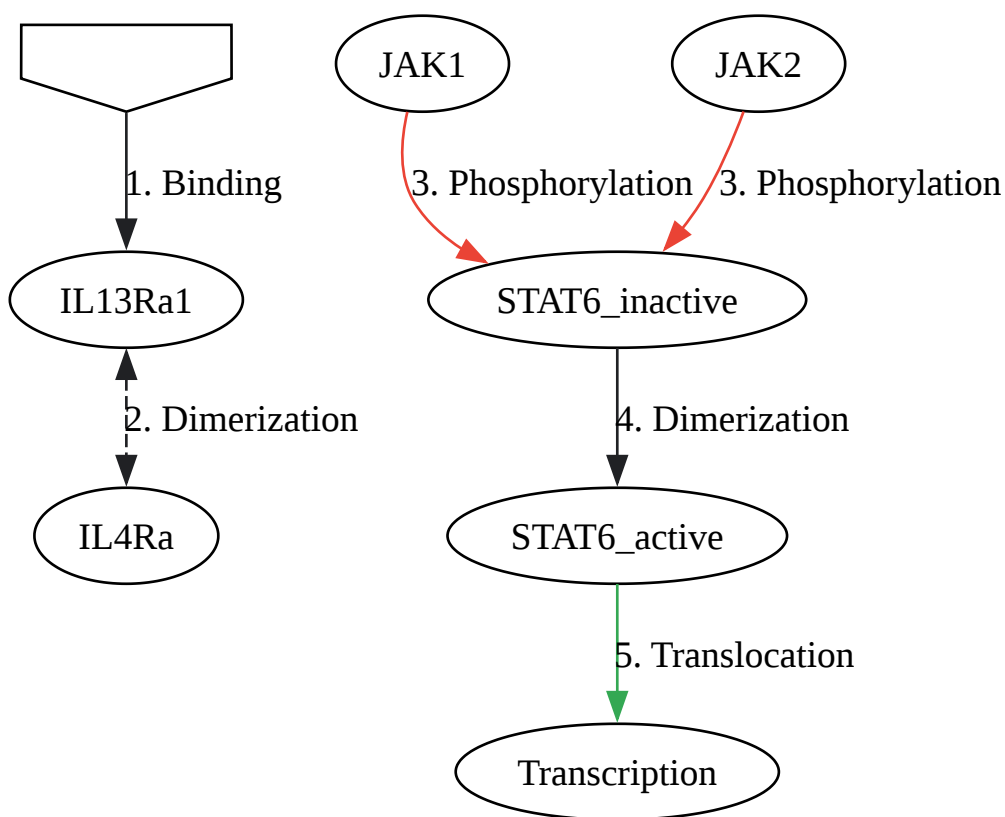 JAK1
JAK2
1. Binding
3. Phosphorylation
3. Phosphorylation
IL13Ra1
STAT6_inactive
2. Dimerization
4. Dimerization
IL4Ra
STAT6_active
5. Translocation
Transcription